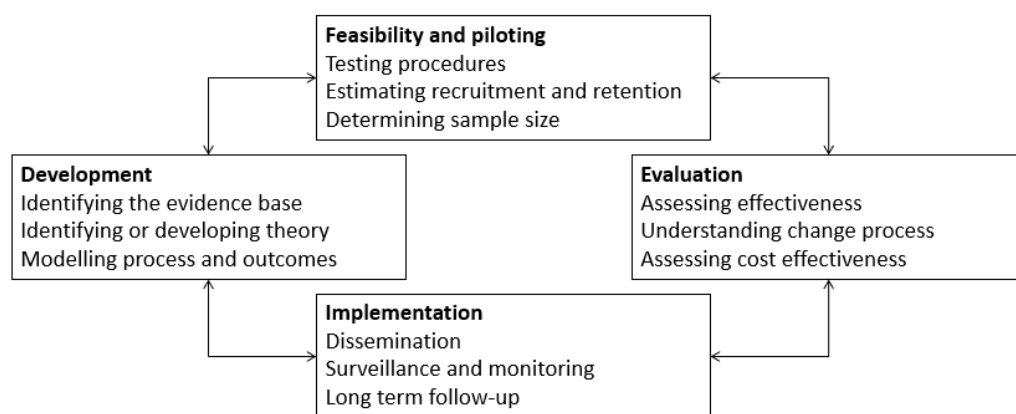 Feasibility and piloting
Testing procedures
Estimating recruitment and retention
Determining sample size
Development
Identifying the evidence base
Identifying or developing theory
Modelling process and outcomes
Evaluation
Assessing effectiveness
Understanding change process
Assessing cost effectiveness
Implementation
Dissemination
Surveillance and monitoring
Long term follow-up